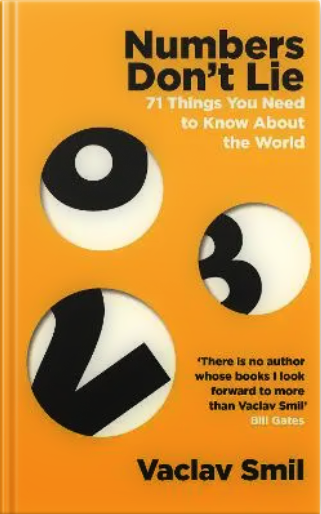 Numbers
Don't Lie
71 Things You Need
to Know About
the World
'There is no author
whose books I look
forward to more
than Vaclav Smil'
Bill Gates
Vaclav Smil